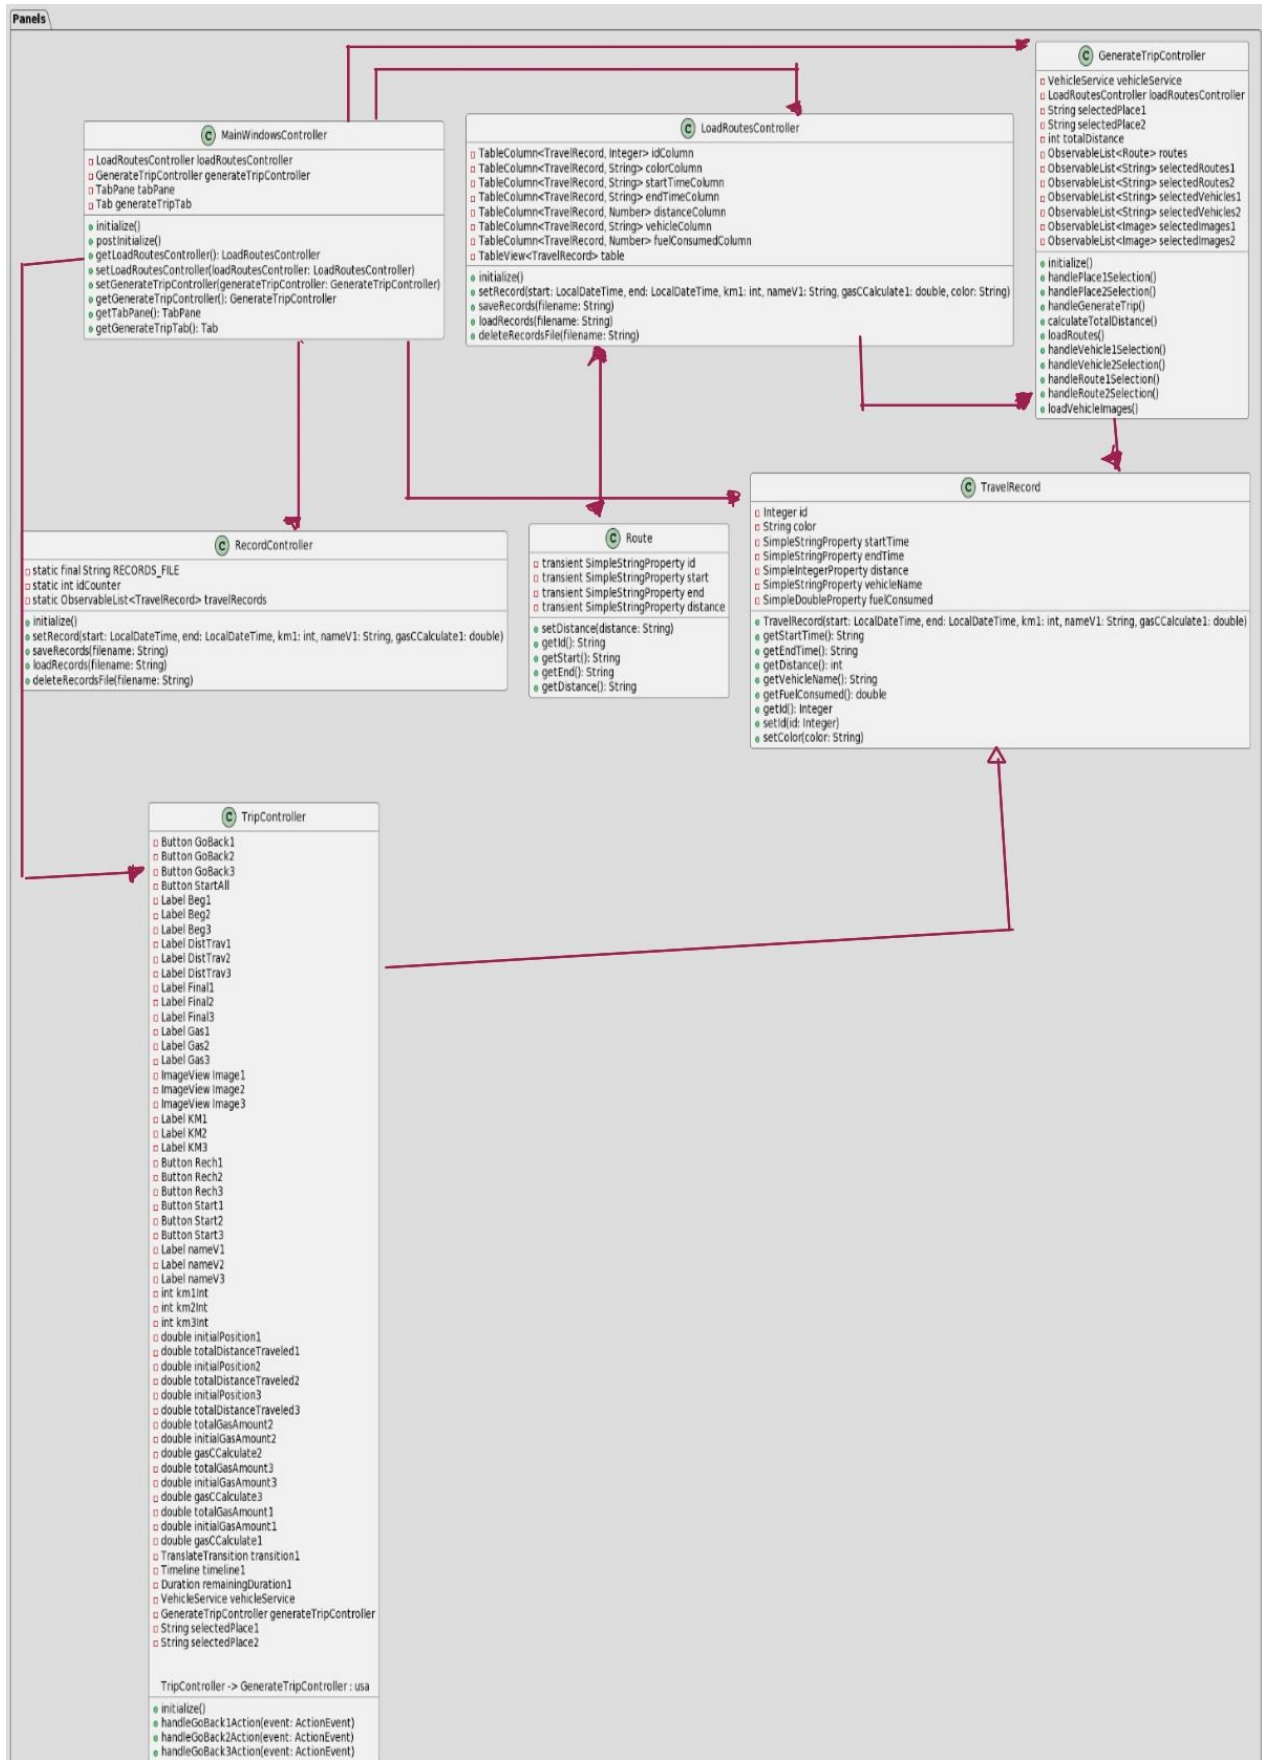 Panels
C GenerateTripController
VehicleService vehicleService
LoadRoutesController loadRoutesController
String selectedPlace1
String selectedPlace2
int totalDistance
ObservableList<Route> routes
ObservableList<String> selectedRoutes1
ObservableList<String> selectedRoutes2
ObservableList<String> selectedVehicles1
ObservableList<String> selectedVehicles2
ObservableList<Image> selectedImages1
ObservableList<Image> selectedImages2
initialize()
handlePlace1Selection()
handlePlace2Selection()
handleGenerateTrip()
calculateTotalDistance()
loadRoutes()
handleVehicle1Selection()
handleVehicle2Selection()
handleRoute1Selection()
handleRoute2Selection()
loadVehicleImages()
C MainWindowsController
LoadRoutesController loadRoutesController
GenerateTripController generateTripController
TabPane tabPane
Tab generateTripTab
initialize()
postInitialize()
getLoadRoutesController(): LoadRoutesController
setLoadRoutesController(loadRoutesController: LoadRoutesController)
setGenerateTripController(generateTripController: GenerateTripController)
getGenerateTripController(): GenerateTripController
getTabPane(): TabPane
getGenerateTripTab(): Tab
C LoadRoutesController
TableColumn<TravelRecord, Integer> idColumn
TableColumn<TravelRecord, String> colorColumn
TableColumn<TravelRecord, String> startTimeColumn
TableColumn<TravelRecord, String> endTimeColumn
TableColumn<TravelRecord, Number> distanceColumn
TableColumn<TravelRecord, String> vehicleColumn
TableColumn<TravelRecord, Number> fuelConsumedColumn
TableView<TravelRecord> table
initialize()
setRecord(start: LocalDateTime, end: LocalDateTime, km1: int, nameV1: String, gasCCalculate1: double, color: String)
saveRecords(filename: String)
loadRecords(filename: String)
deleteRecordsFile(filename: String)
C RecordController
static final String RECORDS_FILE
static int idCounter
static ObservableList<TravelRecord> travelRecords
initialize()
setRecord(start: LocalDateTime, end: LocalDateTime, km1: int, nameV1: String, gasCCalculate1: double)
saveRecords(filename: String)
loadRecords(filename: String)
deleteRecordsFile(filename: String)
C Route
transient SimpleStringProperty id
transient SimpleStringProperty start
transient SimpleStringProperty end
transient SimpleStringProperty distance
setDistance(distance: String)
getId(): String
getStart(): String
getEnd(): String
getDistance(): String
C TravelRecord
Integer id
String color
SimpleStringProperty startTime
SimpleStringProperty endTime
SimpleIntegerProperty distance
SimpleStringProperty vehicleName
SimpleDoubleProperty fuelConsumed
TravelRecord(start: LocalDateTime, end: LocalDateTime, km1: int, nameV1: String, gasCCalculate1: double)
getStartTime(): String
getEndTime(): String
getDistance(): int
getVehicleName(): String
getFuelConsumed(): double
getId(): Integer
setId(id: Integer)
setColor(color: String)
C TripController
Button GoBack1
Button GoBack2
Button GoBack3
Button StartAll
Label Beg1
Label Beg2
Label Beg3
Label DistTrav1
Label DistTrav2
Label DistTrav3
Label Final1
Label Final2
Label Final3
Label Gas1
Label Gas2
Label Gas3
ImageView Image1
ImageView Image2
ImageView Image3
Label KM1
Label KM2
Label KM3
Button Rech1
Button Rech2
Button Rech3
Button Start1
Button Start2
Button Start3
Label nameV1
Label nameV2
Label nameV3
int km1Int
int km2Int
int km3Int
double initialPosition1
double totalDistanceTraveled1
double initialPosition2
double totalDistanceTraveled2
double initialPosition3
double totalDistanceTraveled3
double totalGasAmount2
double initialGasAmount2
double gasCCalculate2
double totalGasAmount3
double initialGasAmount3
double gasCCalculate3
double totalGasAmount1
double initialGasAmount1
double gasCCalculate1
TranslateTransition transition1
Timeline timeline1
Duration remainingDuration1
VehicleService vehicleService
GenerateTripController generateTripController
String selectedPlace1
String selectedPlace2
TripController -> GenerateTripController : usa
initialize()
handleGoBack1Action(event: ActionEvent)
handleGoBack2Action(event: ActionEvent)
handleGoBack3Action(event: ActionEvent)